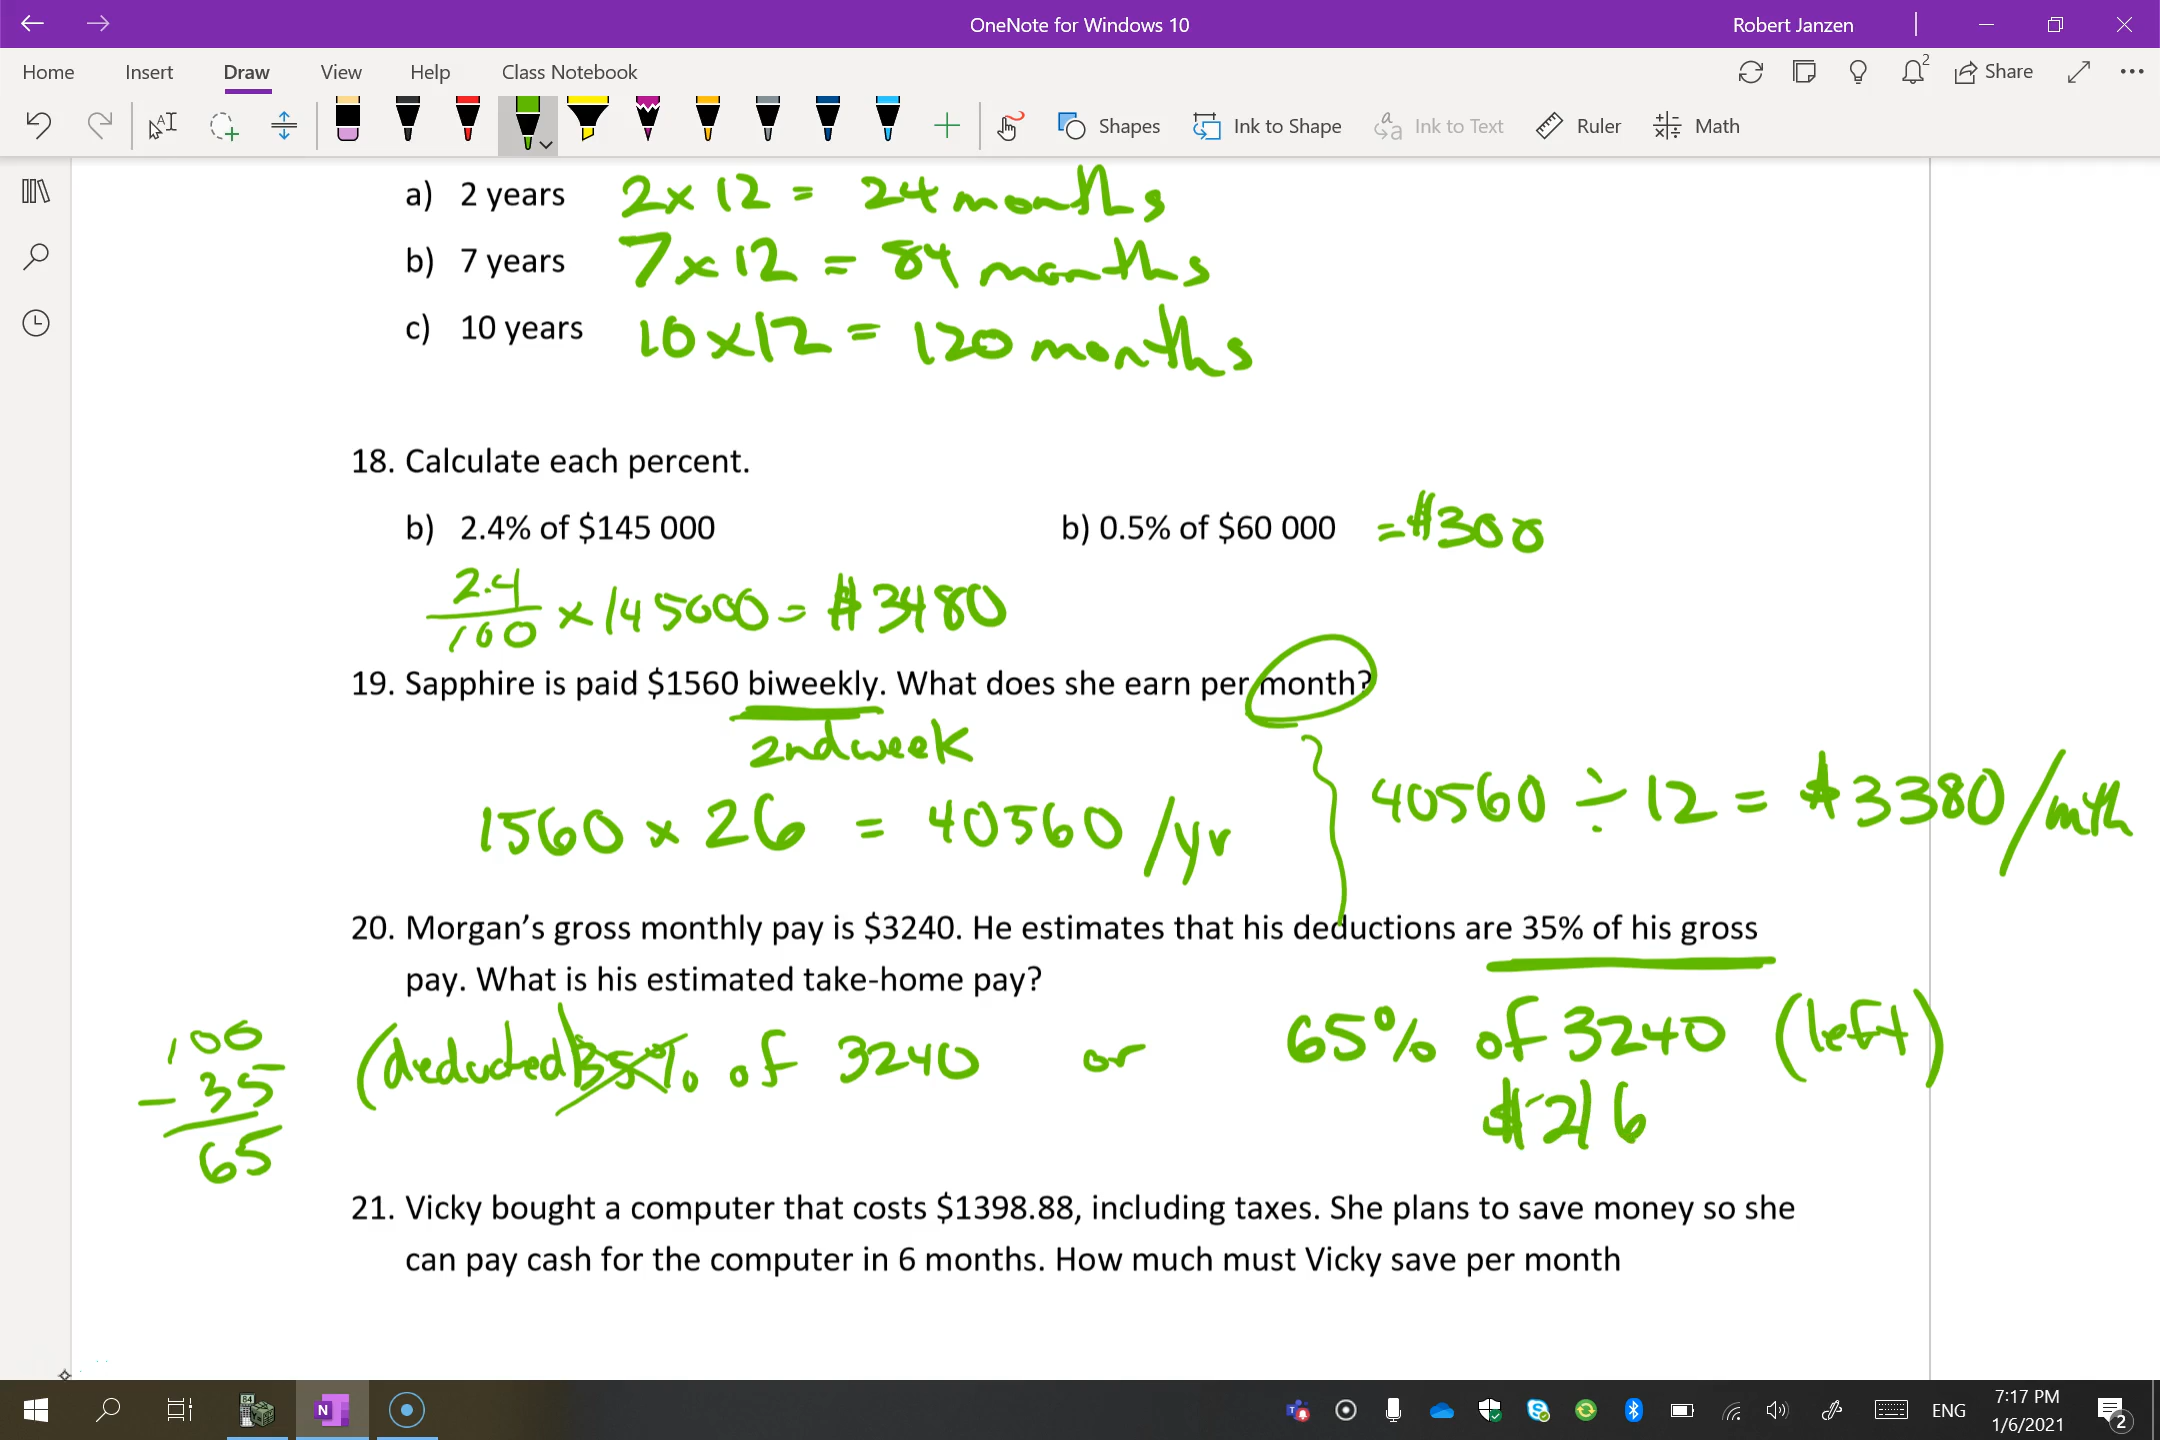 OneNote for Windows 10
Robert Janzen
Home Insert Draw View Help Class Notebook
2 Share
Shapes Ink to Shape Ink to Text Ruler Math
a) 2 years 2 x 12 = 24 months
b) 7 years 7 x 12 = 84 months
c) 10 years 10 x 12 = 120 months
18. Calculate each percent.
b) 2.4% of $145 000 b) 0.5% of $60 000 = $300
2.4/100 x 145000 = $3480
19. Sapphire is paid $1560 biweekly. What does she earn per month?
2nd week
1560 x 26 = 40560 /yr 40560 ÷ 12 = $3380/mth
20. Morgan's gross monthly pay is $3240. He estimates that his deductions are 35% of his gross
pay. What is his estimated take-home pay?
100
- 35
65
(deducted) 35% of 3240 or 65% of 3240 (left)
$216
21. Vicky bought a computer that costs $1398.88, including taxes. She plans to save money so she
can pay cash for the computer in 6 months. How much must Vicky save per month
ENG
7:17 PM
1/6/2021
2